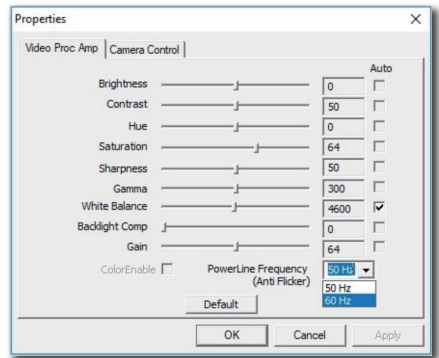 Properties
Video Proc Amp Camera Control
Auto
Brightness 0
Contrast 50
Hue 0
Saturation 64
Sharpness 50
Gamma 300
White Balance 4600
Backlight Comp 0
Gain 64
ColorEnable PowerLine Frequency 50 Hz
(Anti Flicker)
50 Hz
60 Hz
Default
OK Cancel Apply